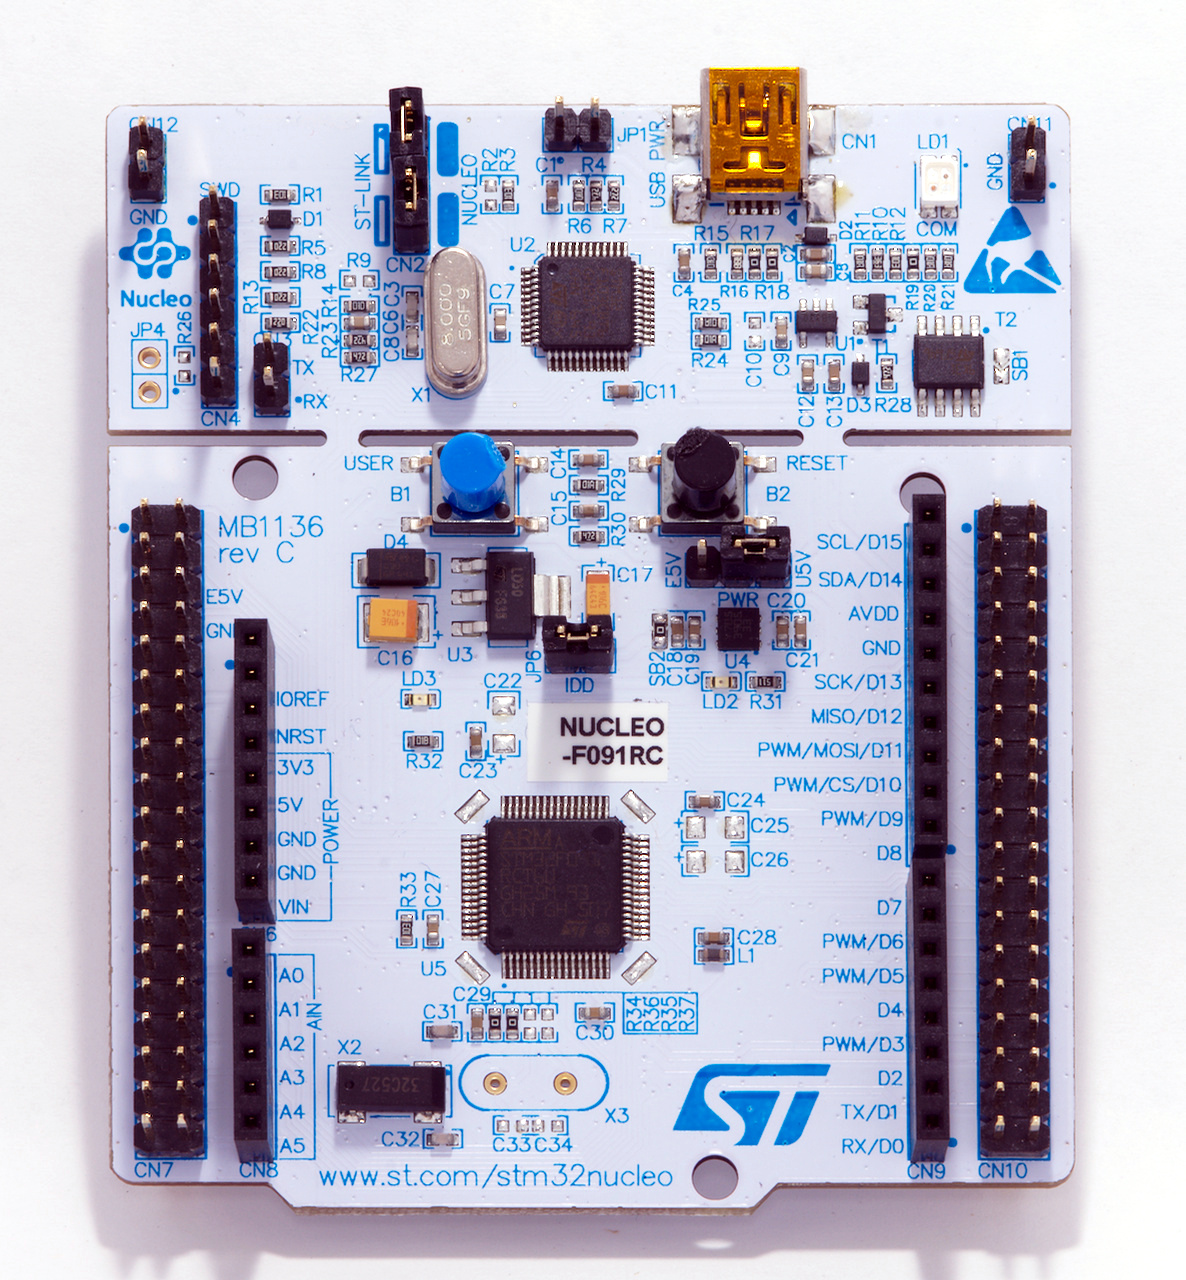 CN12
JP1
USB PWR
CN1
LD1
CN11
ST-LINK
NUCLEO
R2
R3
C1
R4
GND
SWD
R1
D1
R6 R7
COM
GND
U2
R15 R17
C2
D2
R9
R11
R10
R12
R5
R8
CN2
R9
C7
C4
R16 R18
R19
R20
R21
Nucleo
R13
R14
C3
8.000
5GF9
R25
T2
JP4
R26
R22
R23
C8
C6
R24
C10
C9
U1
SB1
TX
R27
X1
C11
C12
C13
D3
R28
RX
CN4
USER
B1
C14
R29
RESET
B2
C15
R30
MB1136
rev C
D4
C17
E5V
U5V
SCL/D15
SDA/D14
AVDD
GND
SCK/D13
MISO/D12
PWM/MOSI/D11
PWM/CS/D10
PWM/D9
D8
E5V
GND
PWR
C20
C16
U3
JP6
IDD
SB2
C18
C19
U4
C21
LD3
C22
LD2
R31
IOREF
NRST
3V3
5V
GND
GND
VIN
POWER
R32
C23
NUCLEO
-F091RC
C24
C25
C26
ARM
R33
C27
U5
C28
L1
D7
PWM/D6
PWM/D5
D4
PWM/D3
D2
TX/D1
RX/D0
A0
A1
A2
A3
A4
A5
AIN
C29
C31
C30
R34
R36
R35
R37
X2
32C527
X3
C32
C33 C34
ST
CN7
CN8
www.st.com/stm32nucleo
CN9
CN10